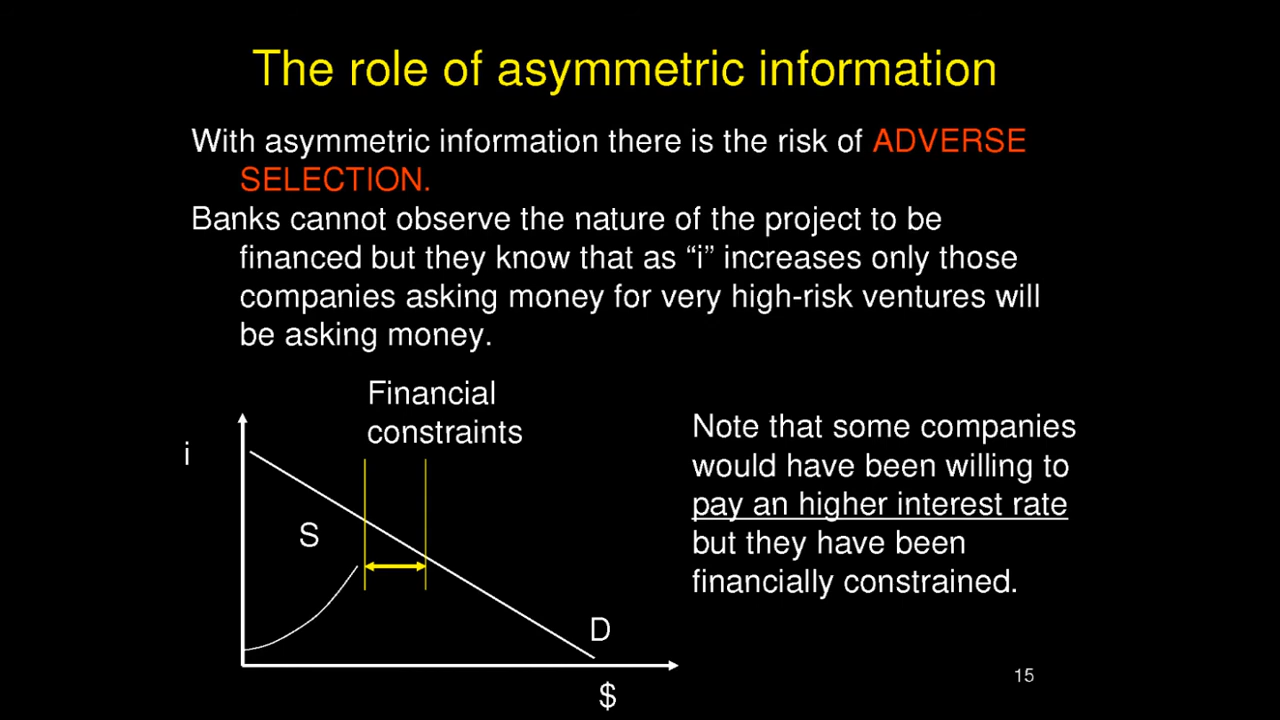 The role of asymmetric information
With asymmetric information there is the risk of ADVERSE
SELECTION.
Banks cannot observe the nature of the project to be
financed but they know that as “i” increases only those
companies asking money for very high-risk ventures will
be asking money.
Financial
constraints
i
S
D
$
Note that some companies
would have been willing to
pay an higher interest rate
but they have been
financially constrained.
15